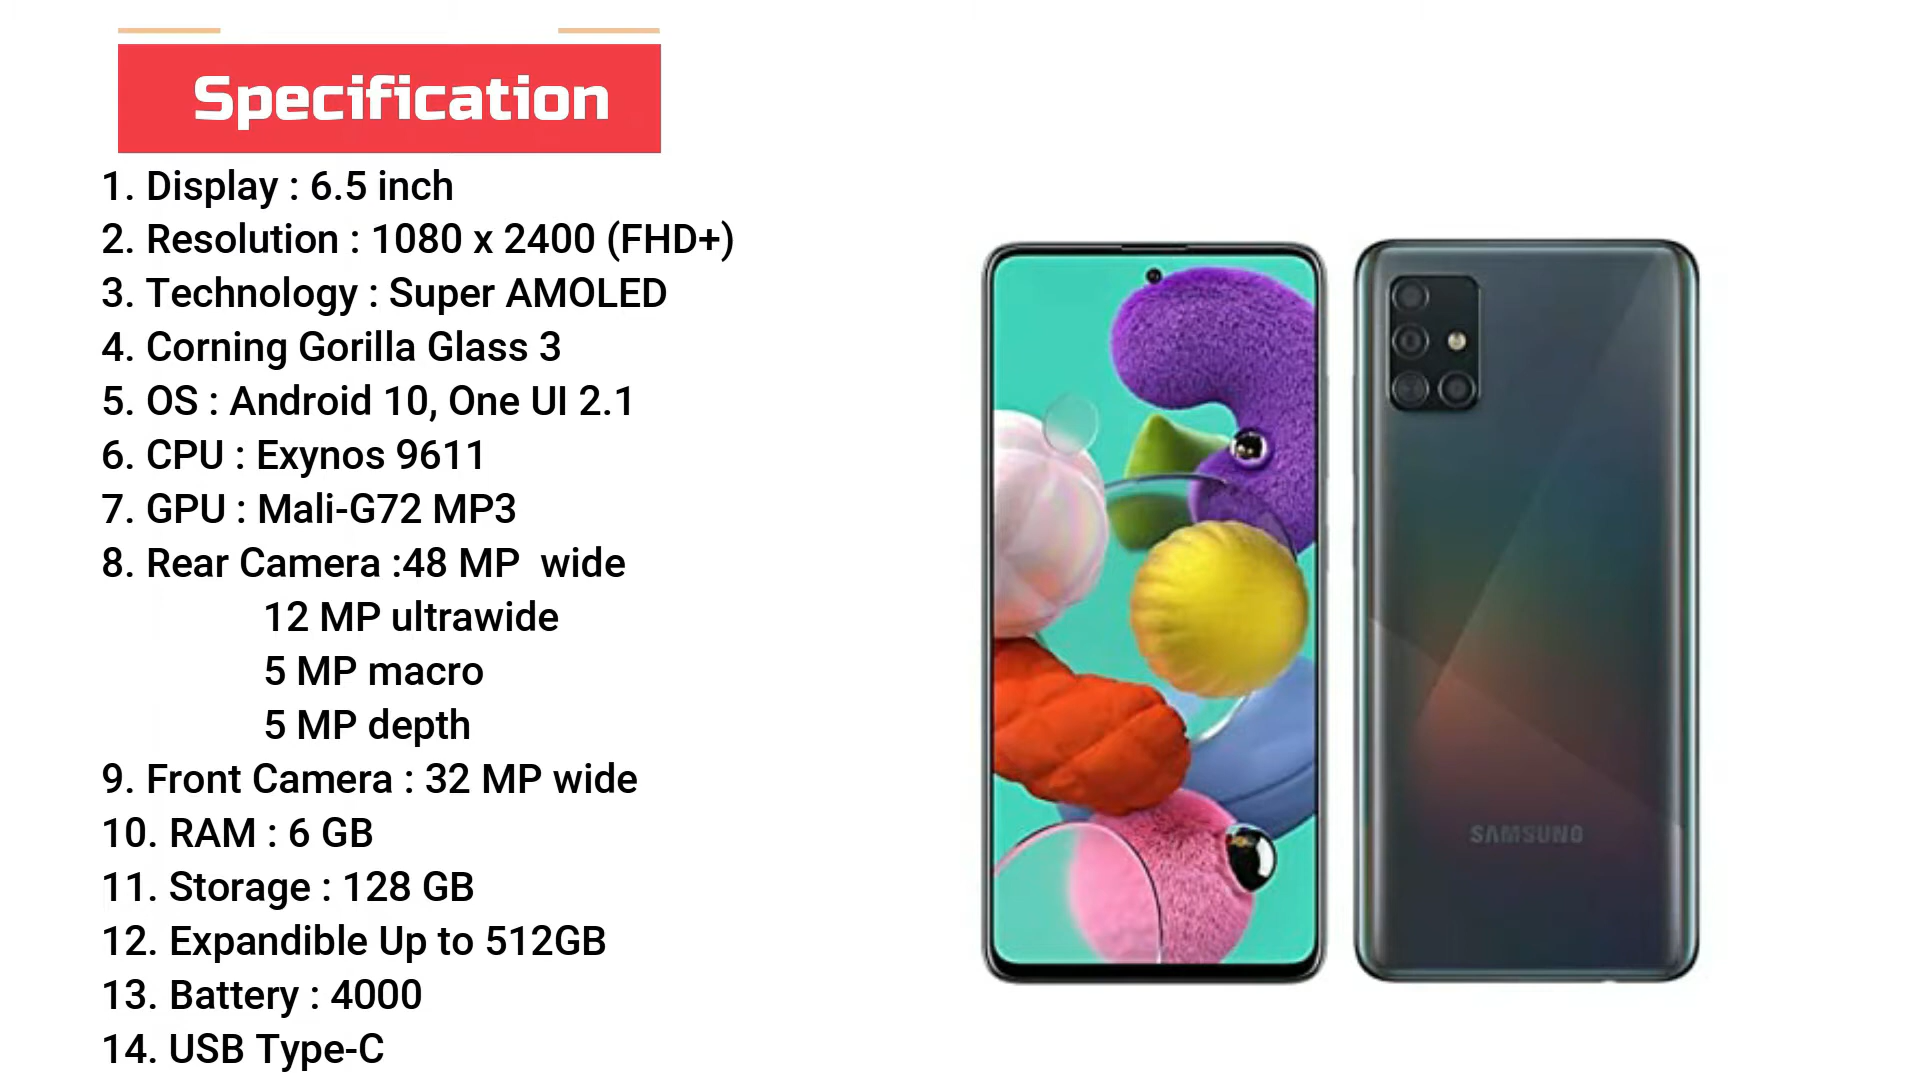 Specification
1. Display : 6.5 inch
2. Resolution : 1080 x 2400 (FHD+)
3. Technology : Super AMOLED
4. Corning Gorilla Glass 3
5. OS : Android 10, One UI 2.1
6. CPU : Exynos 9611
7. GPU : Mali-G72 MP3
8. Rear Camera :48 MP  wide
12 MP ultrawide
5 MP macro
5 MP depth
9. Front Camera : 32 MP wide
10. RAM : 6 GB
11. Storage : 128 GB
12. Expandible Up to 512GB
13. Battery : 4000
14. USB Type-C
SAMSUNG